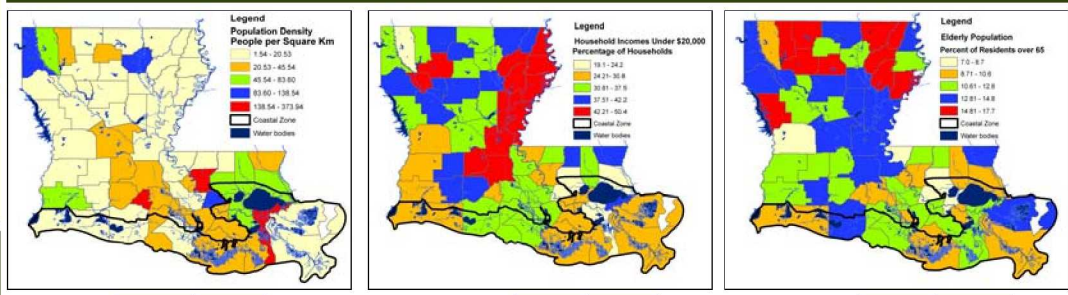 Legend
Population Density
People per Square Km
1.54 - 20.53
20.53 - 45.54
45.54 - 83.60
83.60 - 138.54
138.54 - 373.94
Coastal Zone
Water bodies
Legend
Household Incomes Under $20,000
Percentage of Households
19.1 - 24.2
24.21- 30.8
30.81 - 37.5
37.51 - 42.2
42.21 - 50.4
Coastal Zone
Water bodies
Legend
Elderly Population
Percent of Residents over 65
7.0 - 8.7
8.71 - 10.6
10.61 - 12.8
12.81 - 14.8
14.81 - 17.7
Coastal Zone
Water bodies